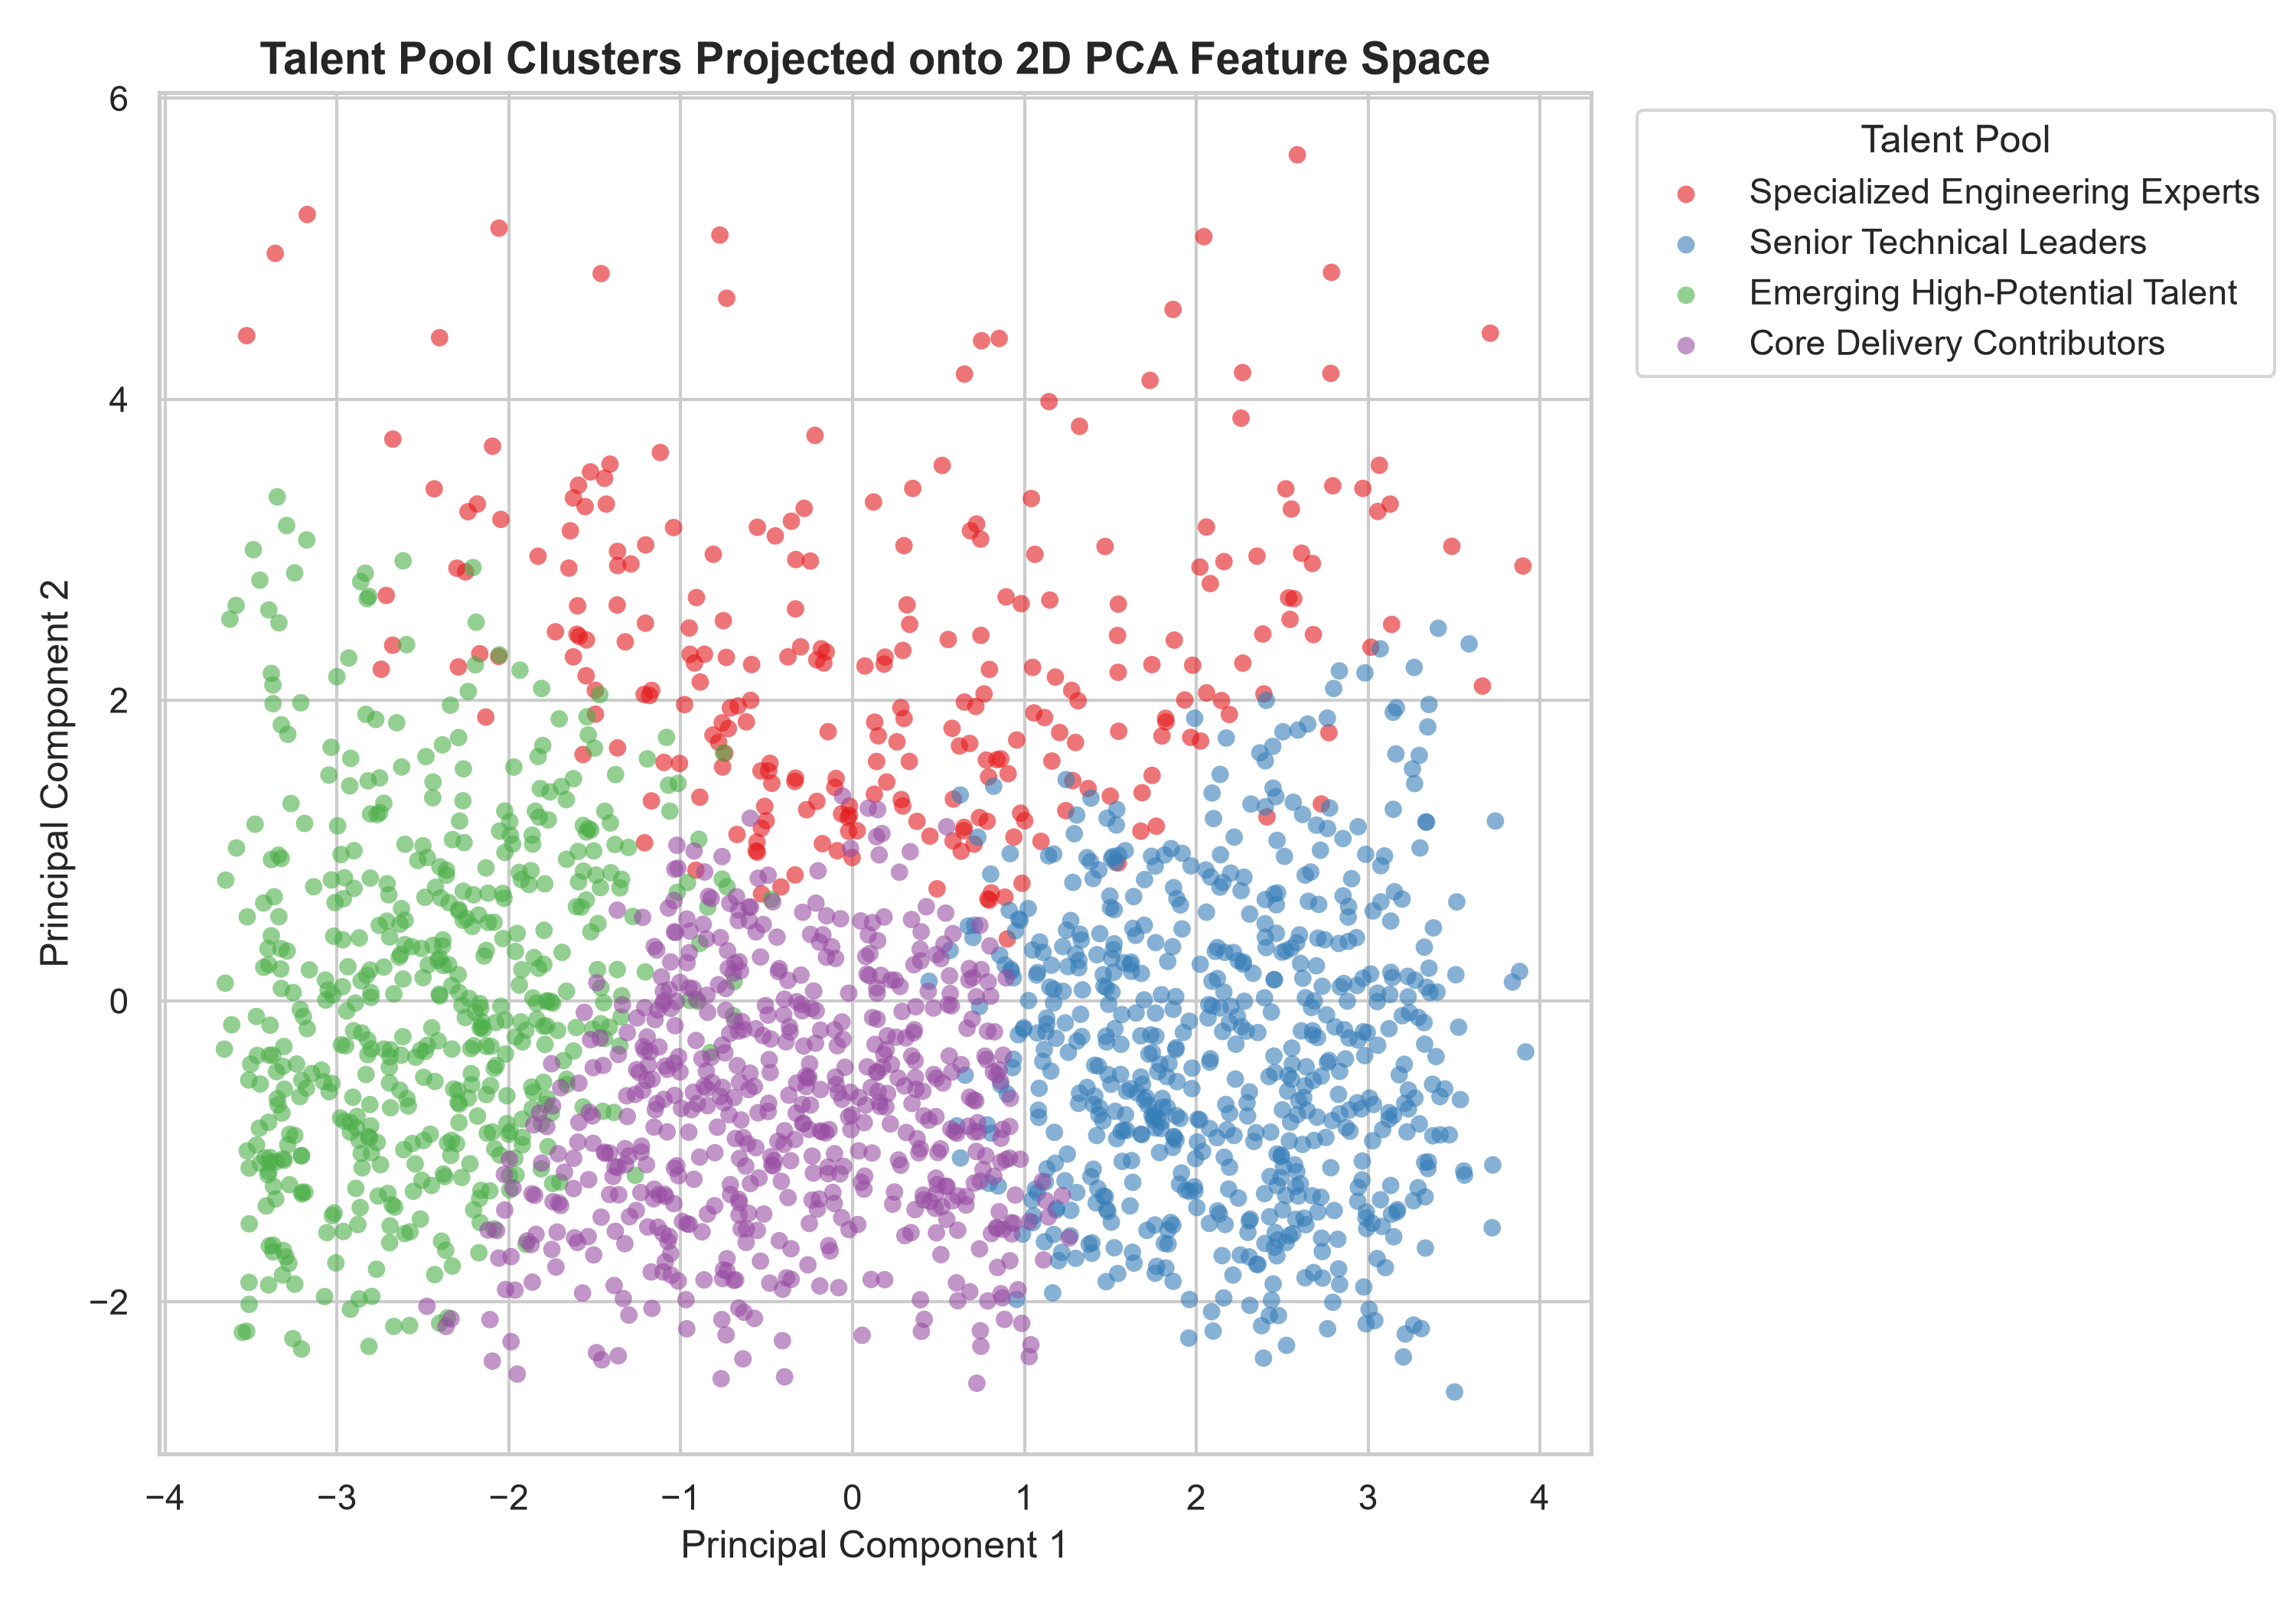 Talent Pool Clusters Projected onto 2D PCA Feature Space
Talent Pool
Specialized Engineering Experts
Senior Technical Leaders
Emerging High-Potential Talent
Core Delivery Contributors
Principal Component 2
6
4
2
0
−2
−4 −3 −2 −1 0 1 2 3 4
Principal Component 1